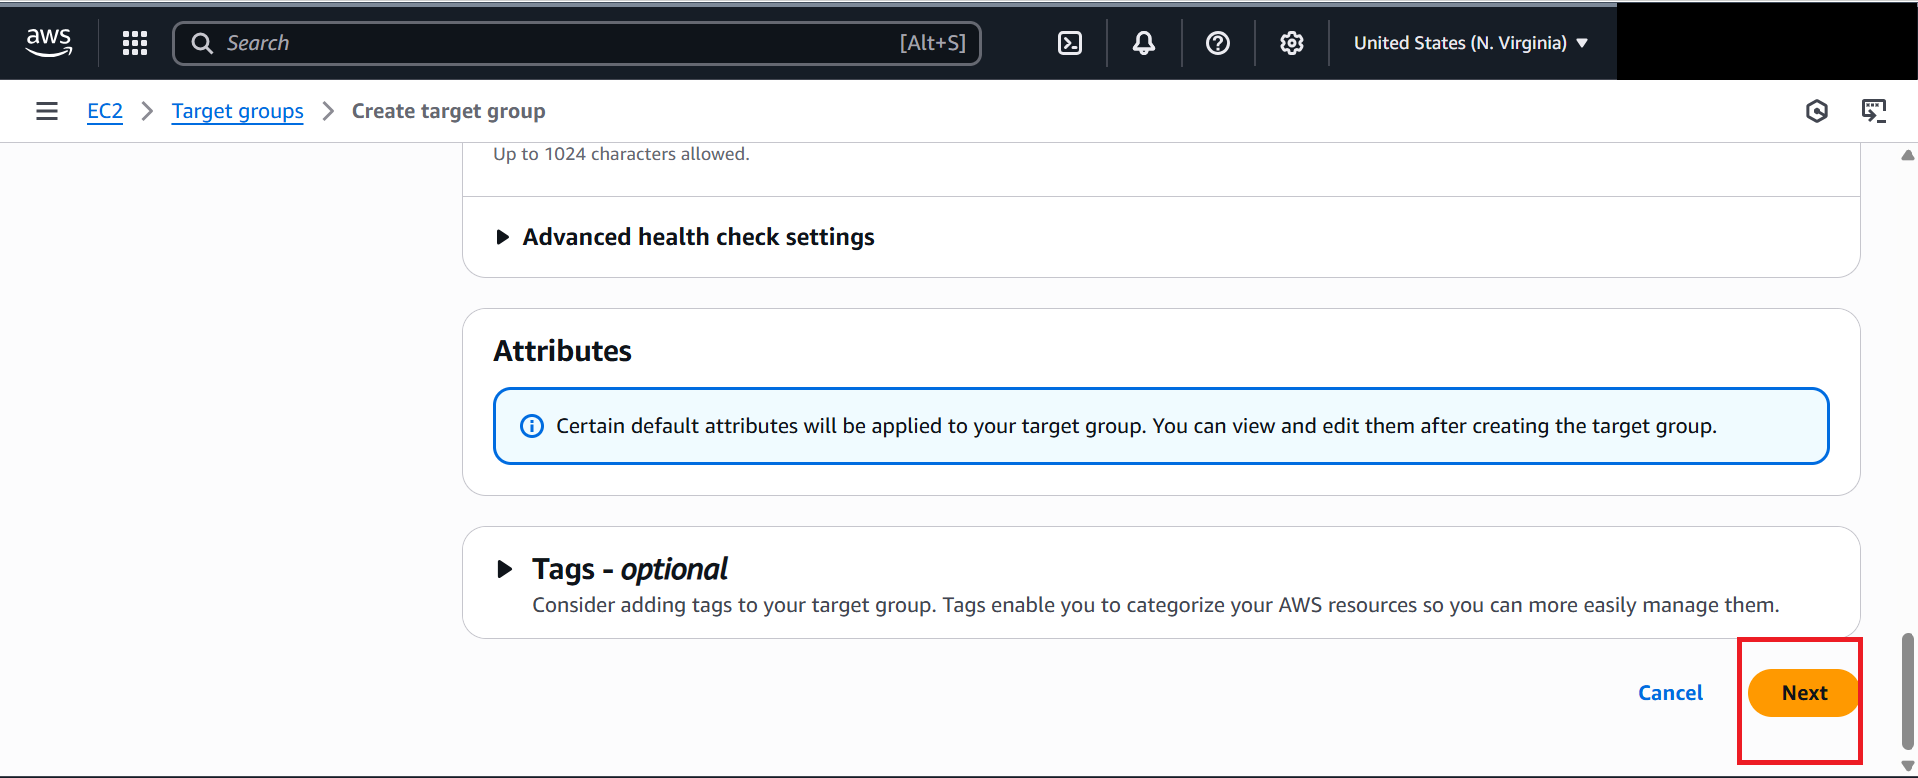 aws
Search [Alt+S]
United States (N. Virginia)
EC2 Target groups Create target group
Up to 1024 characters allowed.
Advanced health check settings
Attributes
Certain default attributes will be applied to your target group. You can view and edit them after creating the target group.
Tags - optional
Consider adding tags to your target group. Tags enable you to categorize your AWS resources so you can more easily manage them.
Cancel Next